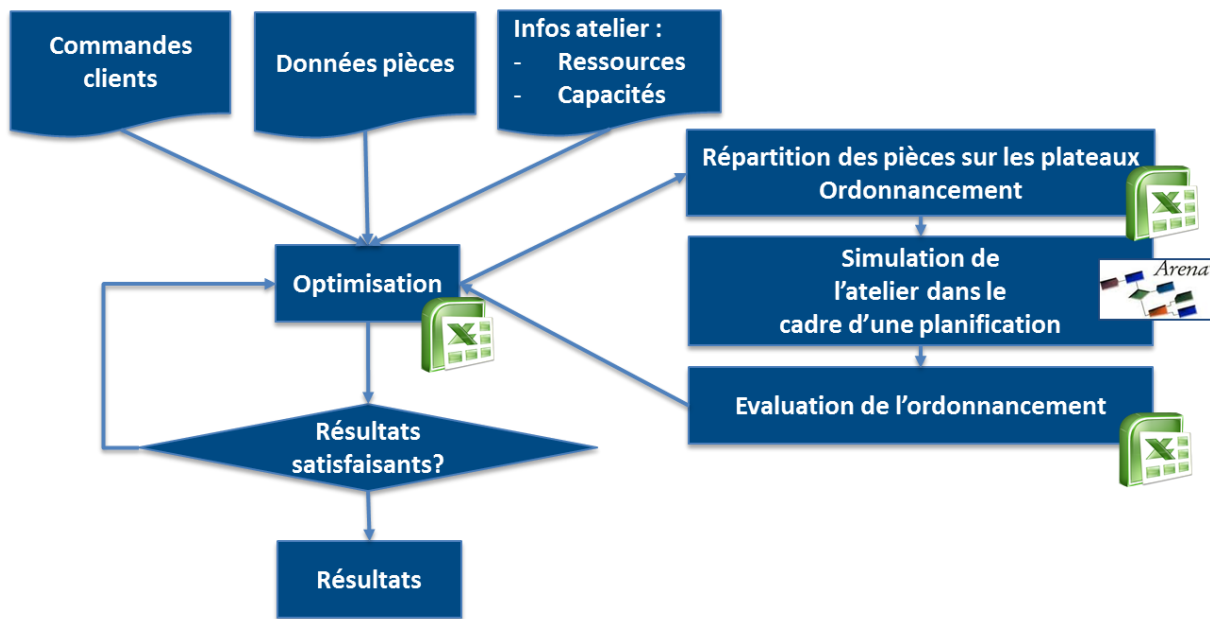 Commandes
clients
Données pièces
Infos atelier :
- Ressources
- Capacités
Répartition des pièces sur les plateaux
Ordonnancement
Optimisation
Simulation de
l'atelier dans le
cadre d'une planification
Arena
Evaluation de l'ordonnancement
Résultats
satisfaisants?
Résultats